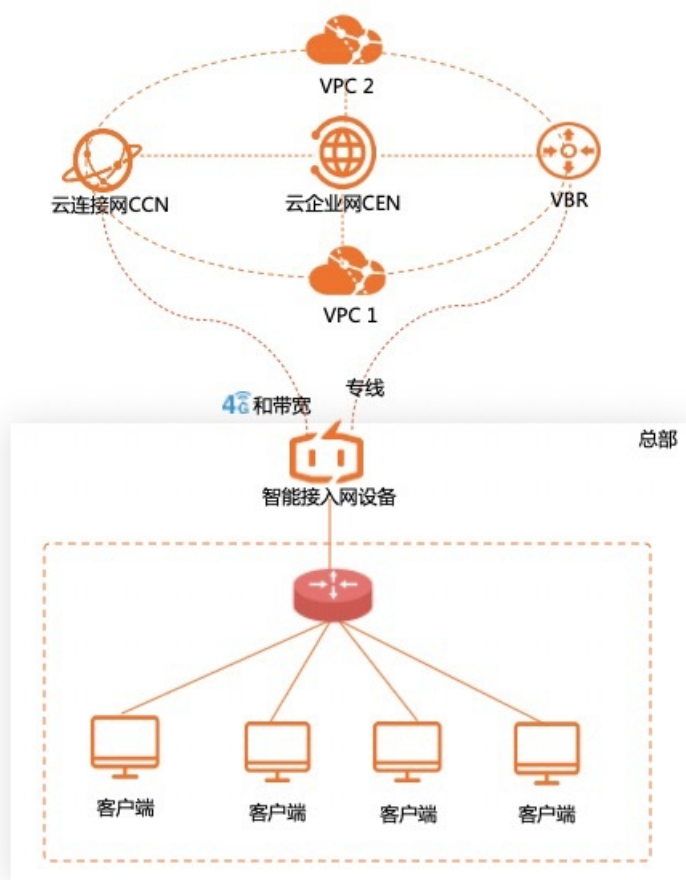 VPC 2
云连接网CCN
云企业网CEN
VBR
VPC 1
专线
4G和带宽
总部
智能接入网设备
客户端
客户端
客户端
客户端